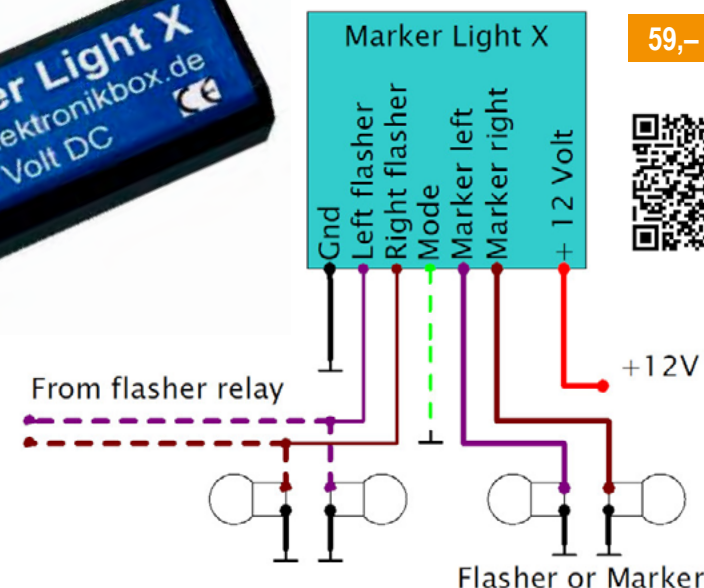 er Light X
ektronikbox.de
Volt DC
CE
Marker Light X
59,–
Gnd
Left flasher
Right flasher
Mode
Marker left
Marker right
+ 12 Volt
+12V
From flasher relay
Flasher or Marker